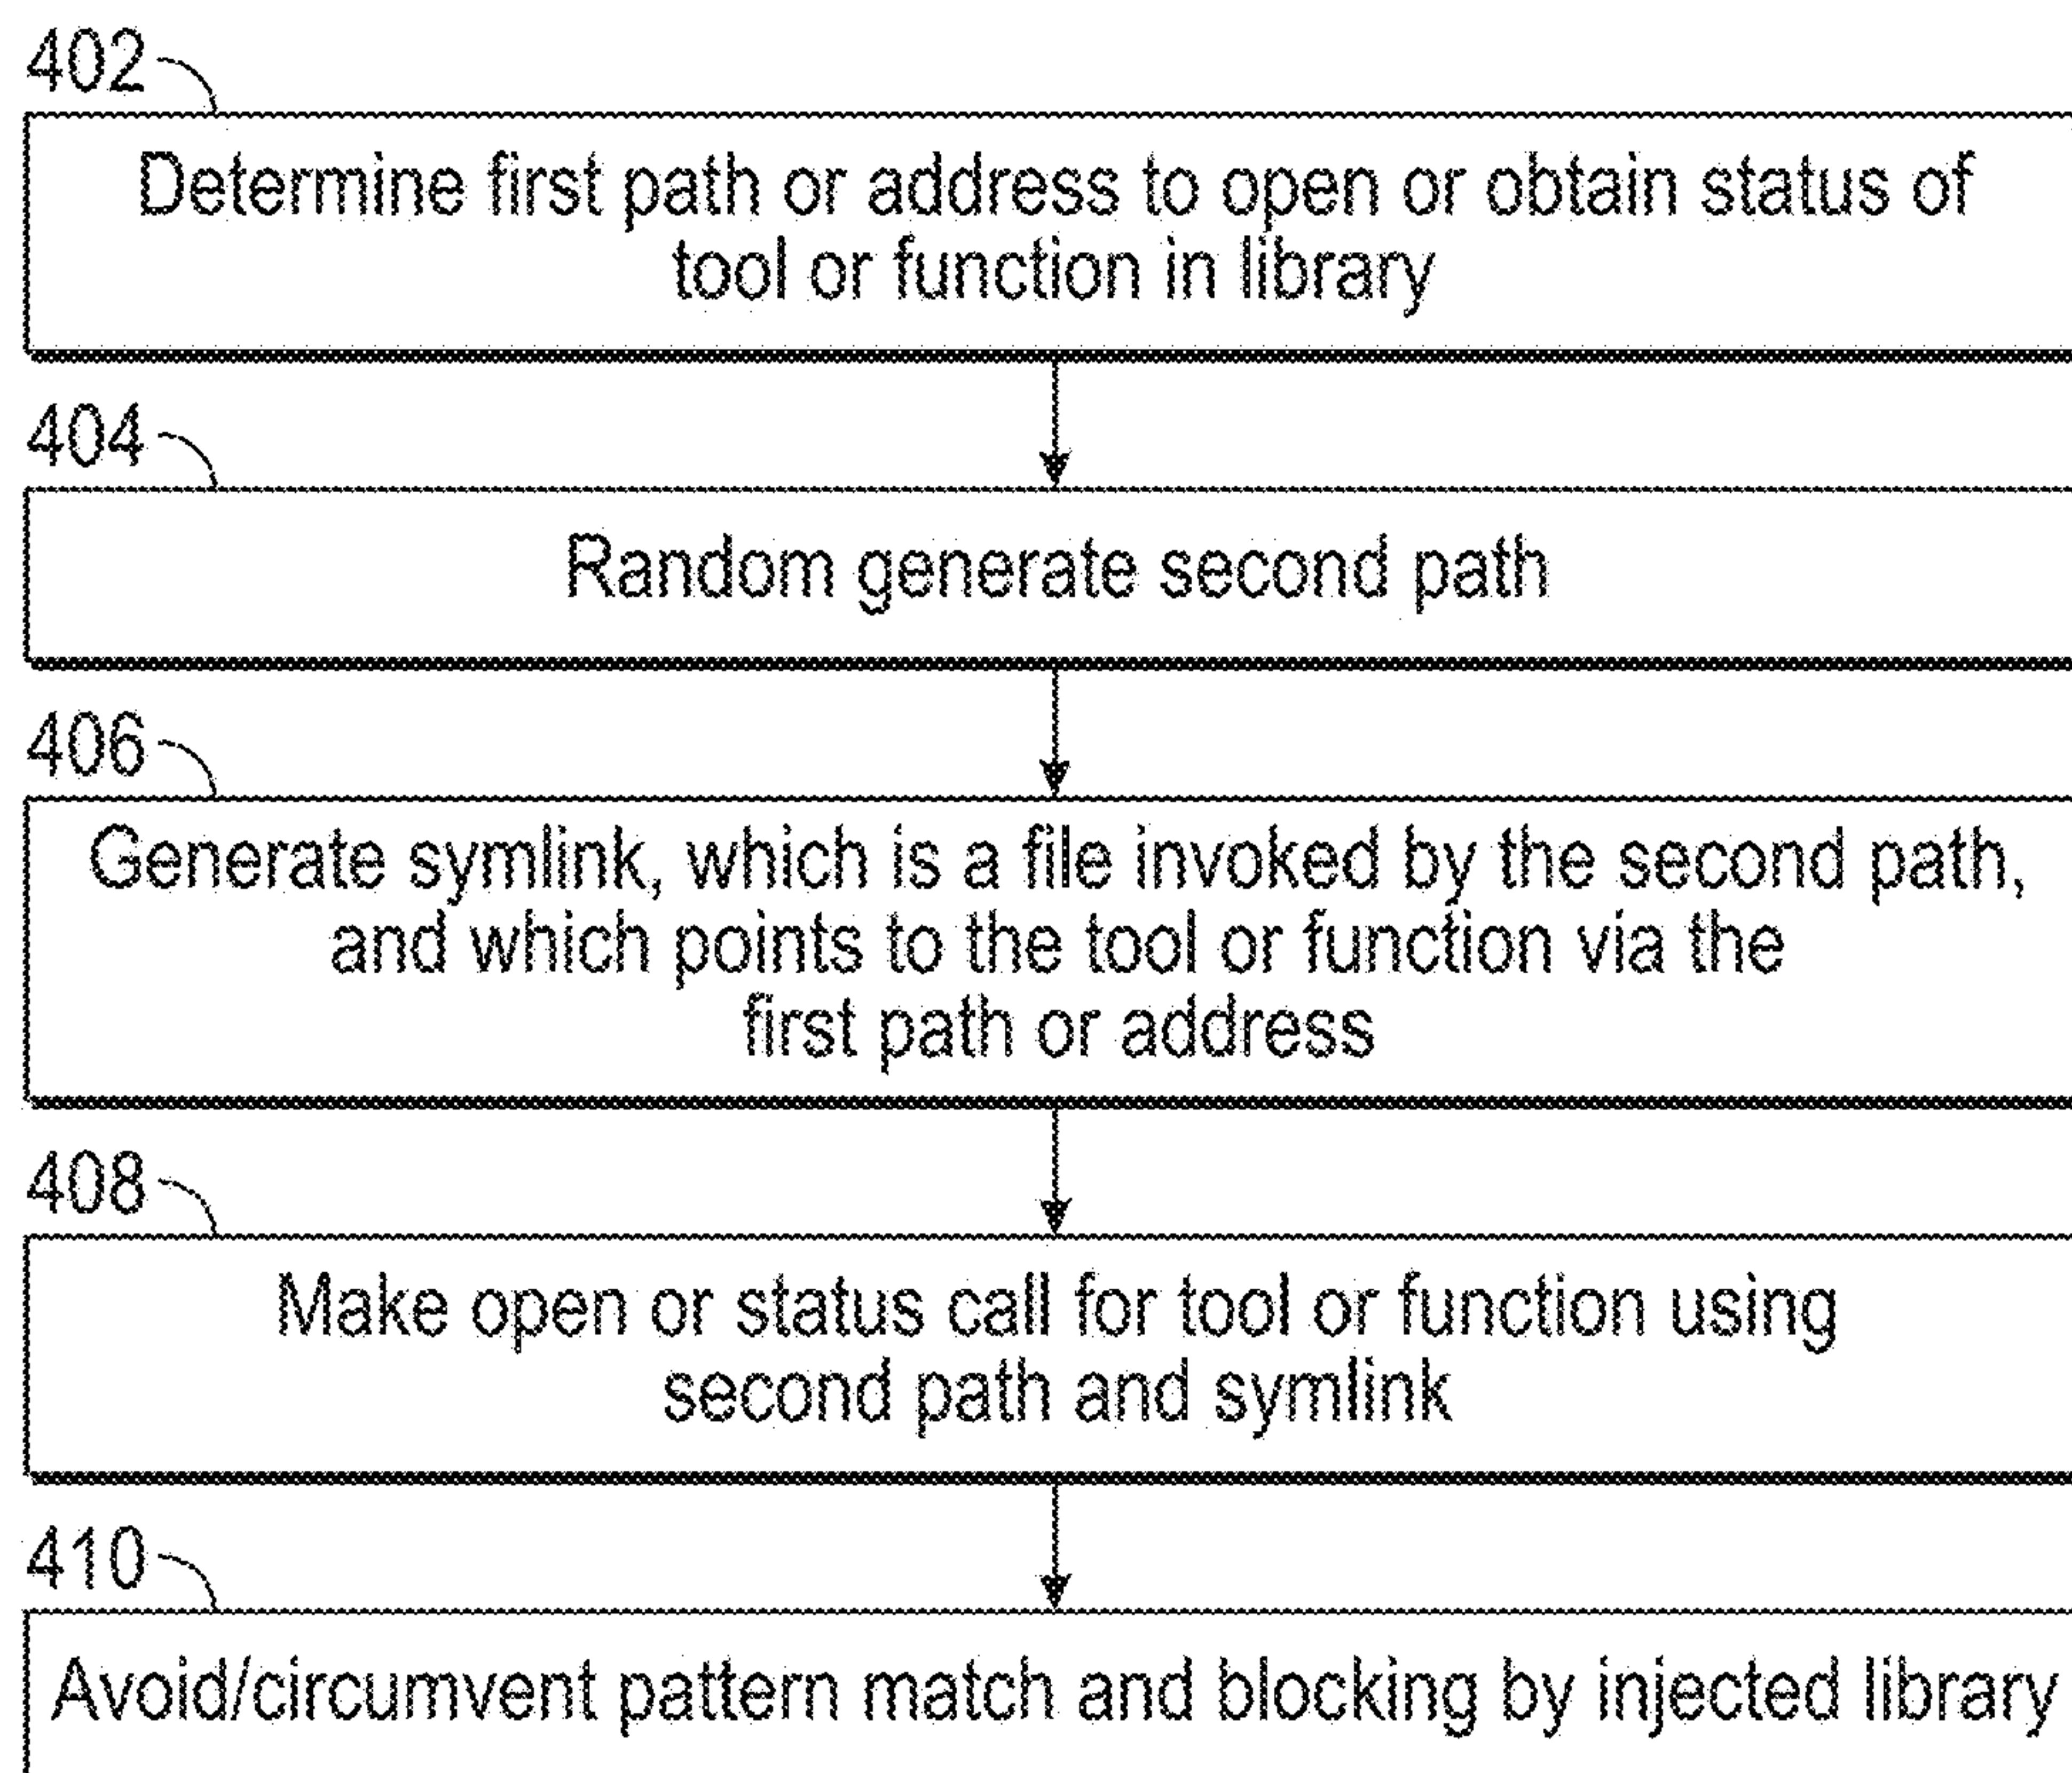 402
Determine first path or address to open or obtain status of
tool or function in library
404
Random generate second path
406
Generate symlink, which is a file invoked by the second path,
and which points to the tool or function via the
first path or address
408
Make open or status call for tool or function using
second path and symlink
410
Avoid/circumvent pattern match and blocking by injected library